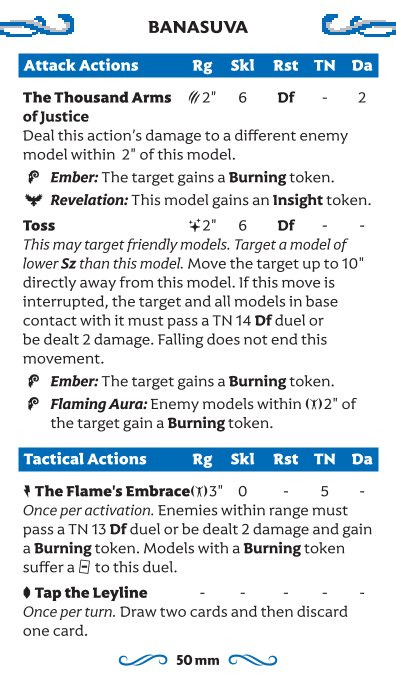 BANASUVA
Attack Actions Rg Skl Rst TN Da
The Thousand Arms 2" 6 Df - 2
of Justice
Deal this action's damage to a different enemy
model within 2" of this model.
Ember: The target gains a Burning token.
Revelation: This model gains an Insight token.
Toss 2" 6 Df - -
This may target friendly models. Target a model of
lower Sz than this model. Move the target up to 10"
directly away from this model. If this move is
interrupted, the target and all models in base
contact with it must pass a TN 14 Df duel or
be dealt 2 damage. Falling does not end this
movement.
Ember: The target gains a Burning token.
Flaming Aura: Enemy models within 2" of
the target gain a Burning token.
Tactical Actions Rg Skl Rst TN Da
The Flame's Embrace 3" 0 - 5 -
Once per activation. Enemies within range must
pass a TN 13 Df duel or be dealt 2 damage and gain
a Burning token. Models with a Burning token
suffer a to this duel.
Tap the Leyline - - - - -
Once per turn. Draw two cards and then discard
one card.
50 mm